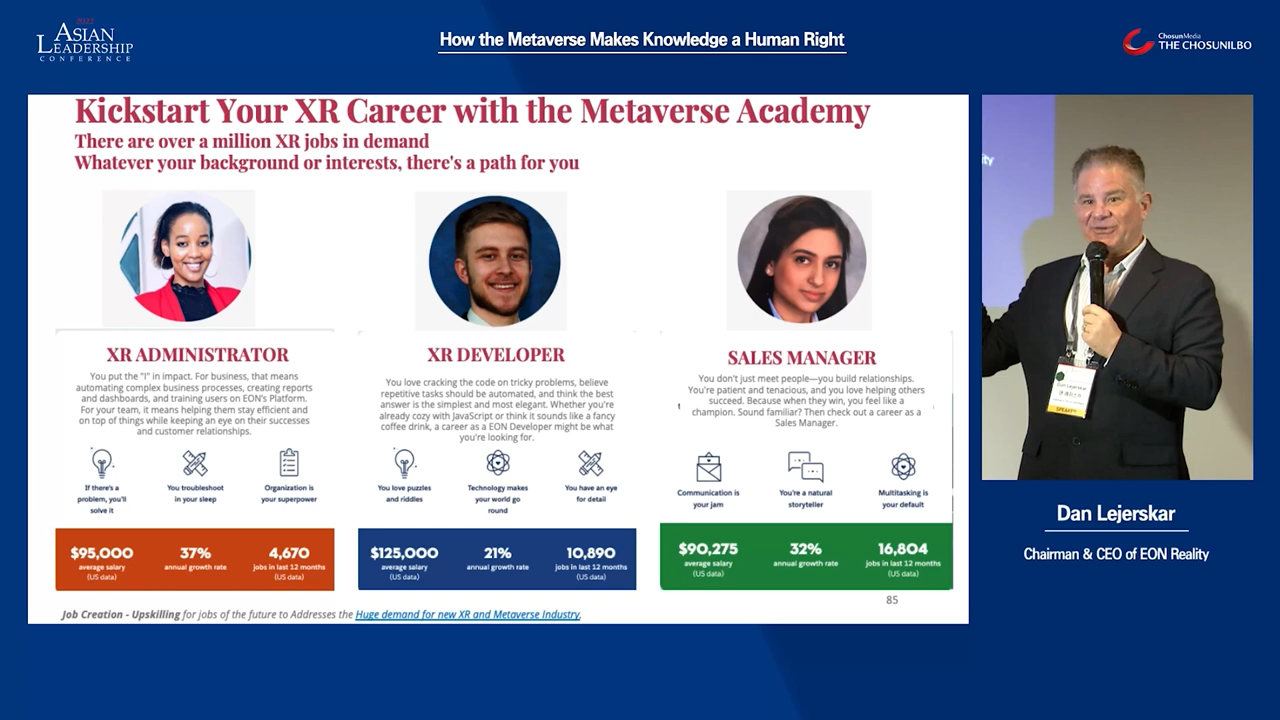 2022
ASIAN
LEADERSHIP
CONFERENCE
How the Metaverse Makes Knowledge a Human Right
ChosunMedia
THE CHOSUNILBO
Kickstart Your XR Career with the Metaverse Academy
There are over a million XR jobs in demand
Whatever your background or interests, there's a path for you
XR ADMINISTRATOR
You put the "I" in impact. For business, that means
automating complex business processes, creating reports
and dashboards, and training users on EON's Platform.
For your team, it means helping them stay efficient and
on top of things while keeping an eye on their successes
and customer relationships.
If there's a
problem, you'll
solve it
You troubleshoot
in your sleep
Organization is
your superpower
$95,000
average salary
(US data)
37%
annual growth rate
4,670
jobs in last 12 months
XR DEVELOPER
You love cracking the code on tricky problems, believe
repetitive tasks should be automated, and think the best
answer is the simplest and most elegant. Whether you're
already cozy with JavaScript or think it sounds like a fancy
coffee drink, a career as a EON Developer might be what
you're looking for.
You love puzzles
and riddles
Technology makes
your world go
round
You have an eye
for detail
$125,000
average salary
(US data)
21%
annual growth rate
10,890
jobs in last 12 months
(US data)
SALES MANAGER
You don't just meet people—you build relationships.
You're patient and tenacious, and you love helping others
succeed. Because when they win, you feel like a
champion. Sound familiar? Then check out a career as a
Sales Manager.
Communication is
your jam
You're a natural
storyteller
Multitasking is
your default
$90,275
average salary
(US data)
32%
annual growth rate
16,804
jobs in last 12 months
(US data)
85
Job Creation - Upskilling for jobs of the future to Addresses the Huge demand for new XR and Metaverse Industry.
ity
Dan Lejerskar
SPEAKER
Dan Lejerskar
Chairman & CEO of EON Reality